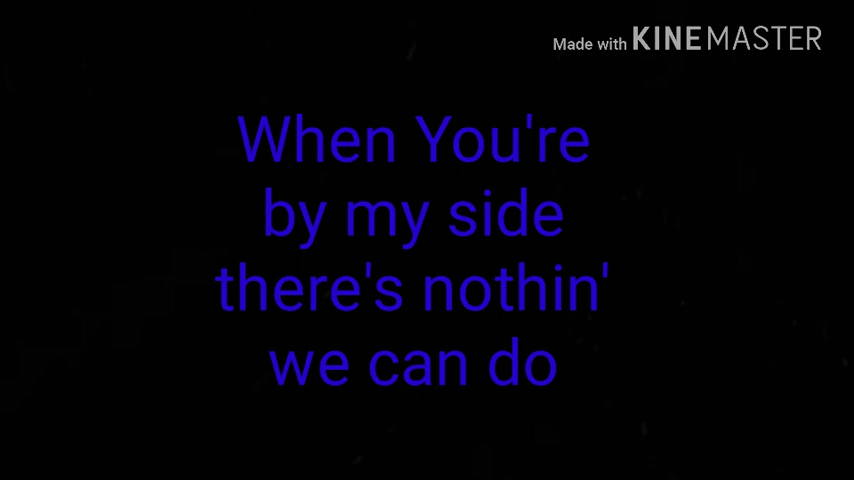 Made with KINEMASTER
When You're
by my side
there's nothin'
we can do